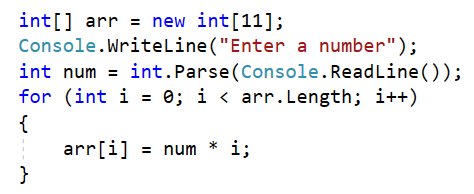 int[] arr = new int[11];
Console.WriteLine("Enter a number");
int num = int.Parse(Console.ReadLine());
for (int i = 0; i < arr.Length; i++)
{
    arr[i] = num * i;
}